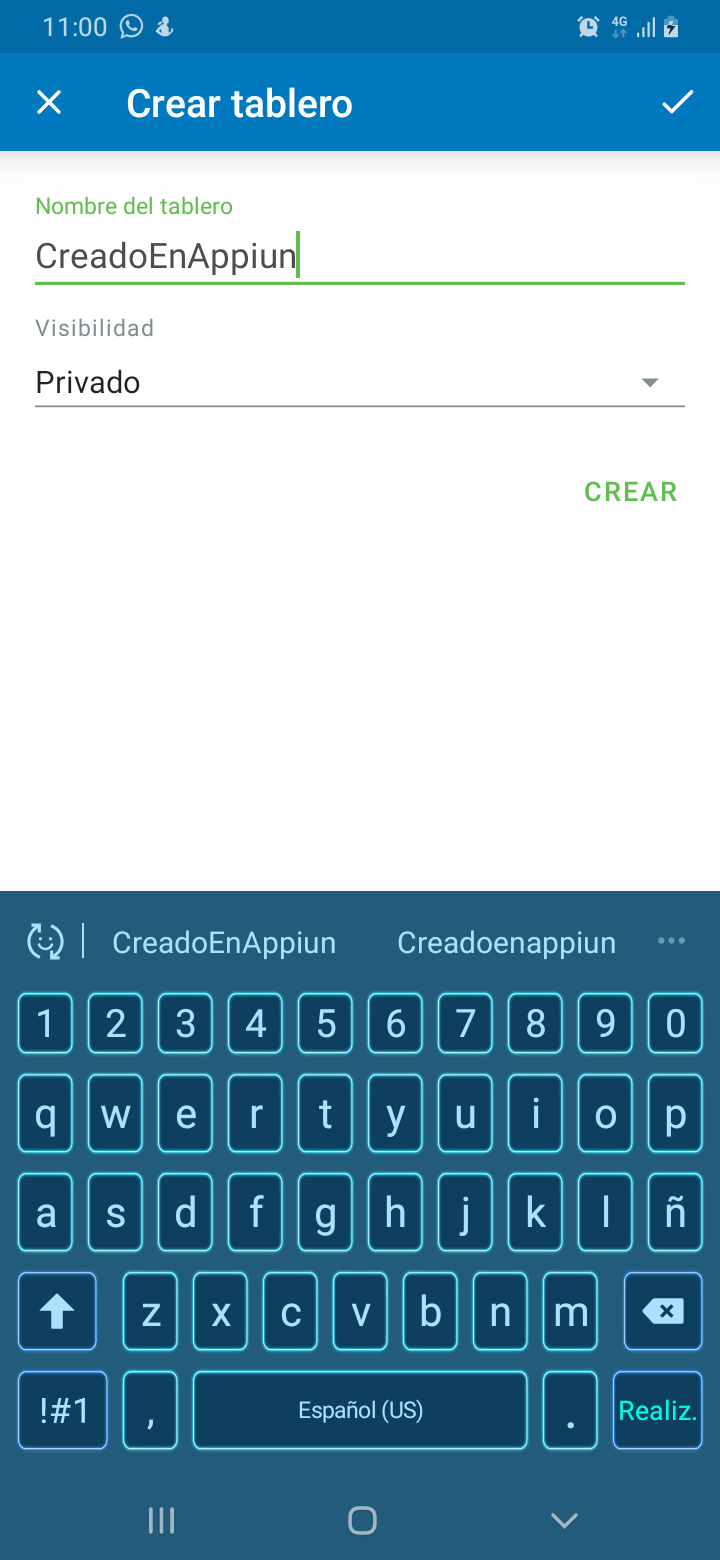 11:00 4G
Crear tablero
Nombre del tablero
CreadoEnAppiun
Visibilidad
Privado
CREAR
CreadoEnAppiun Creadoenappiun ...
1 2 3 4 5 6 7 8 9 0
q w e r t y u i o p
a s d f g h j k l ñ
z x c v b n m
!#1 , Español (US) . Realiz.